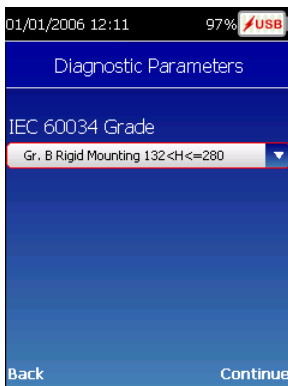 01/01/2006 12:11 97% USB
Diagnostic Parameters
IEC 60034 Grade
Gr. B Rigid Mounting 132<H<=280
Back Continue